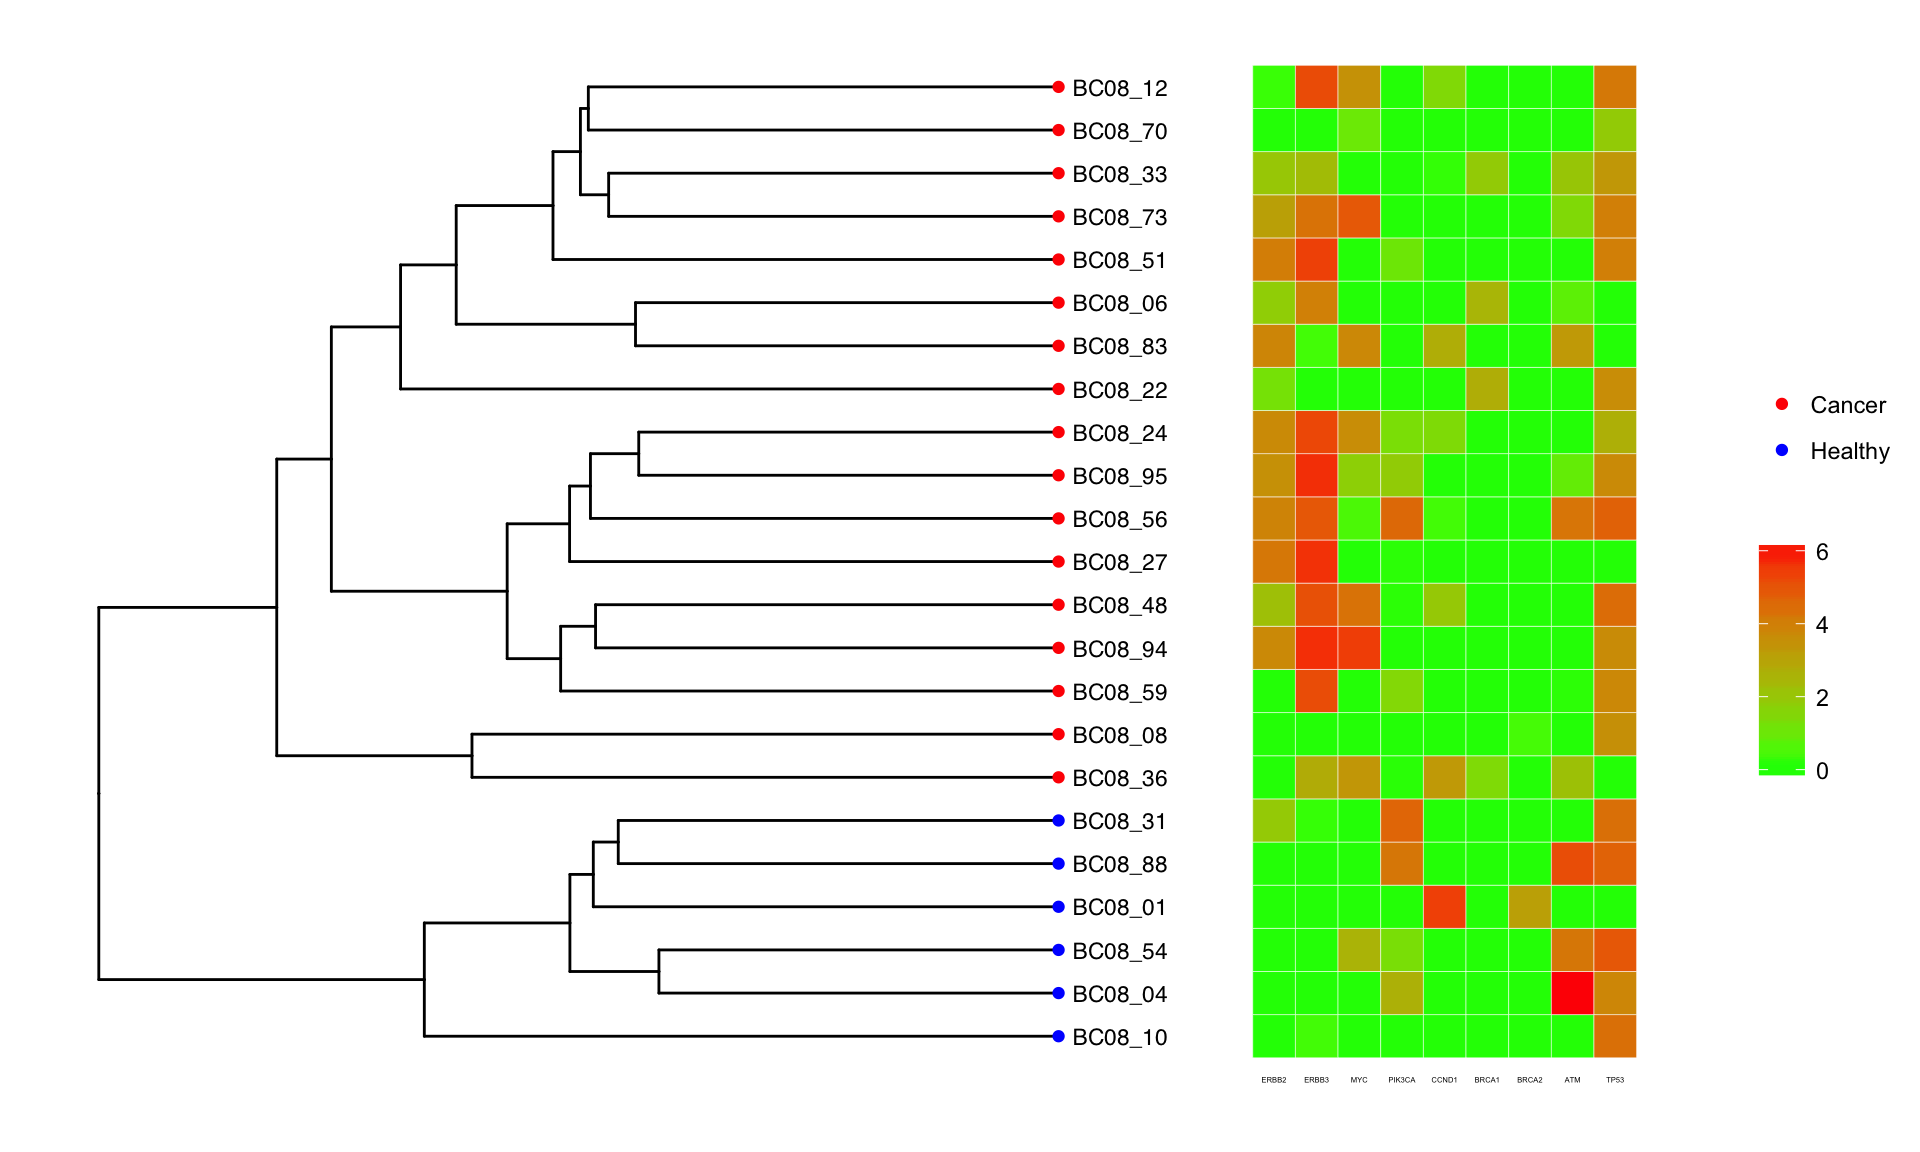 BC08_12
BC08_70
BC08_33
BC08_73
BC08_51
BC08_06
BC08_83
BC08_22
BC08_24
BC08_95
BC08_56
BC08_27
BC08_48
BC08_94
BC08_59
BC08_08
BC08_36
BC08_31
BC08_88
BC08_01
BC08_54
BC08_04
BC08_10
ERBB2 ERBB3 MYC PIK3CA CCND1 BRCA1 BRCA2 ATM TP53
Cancer
Healthy
6
4
2
0